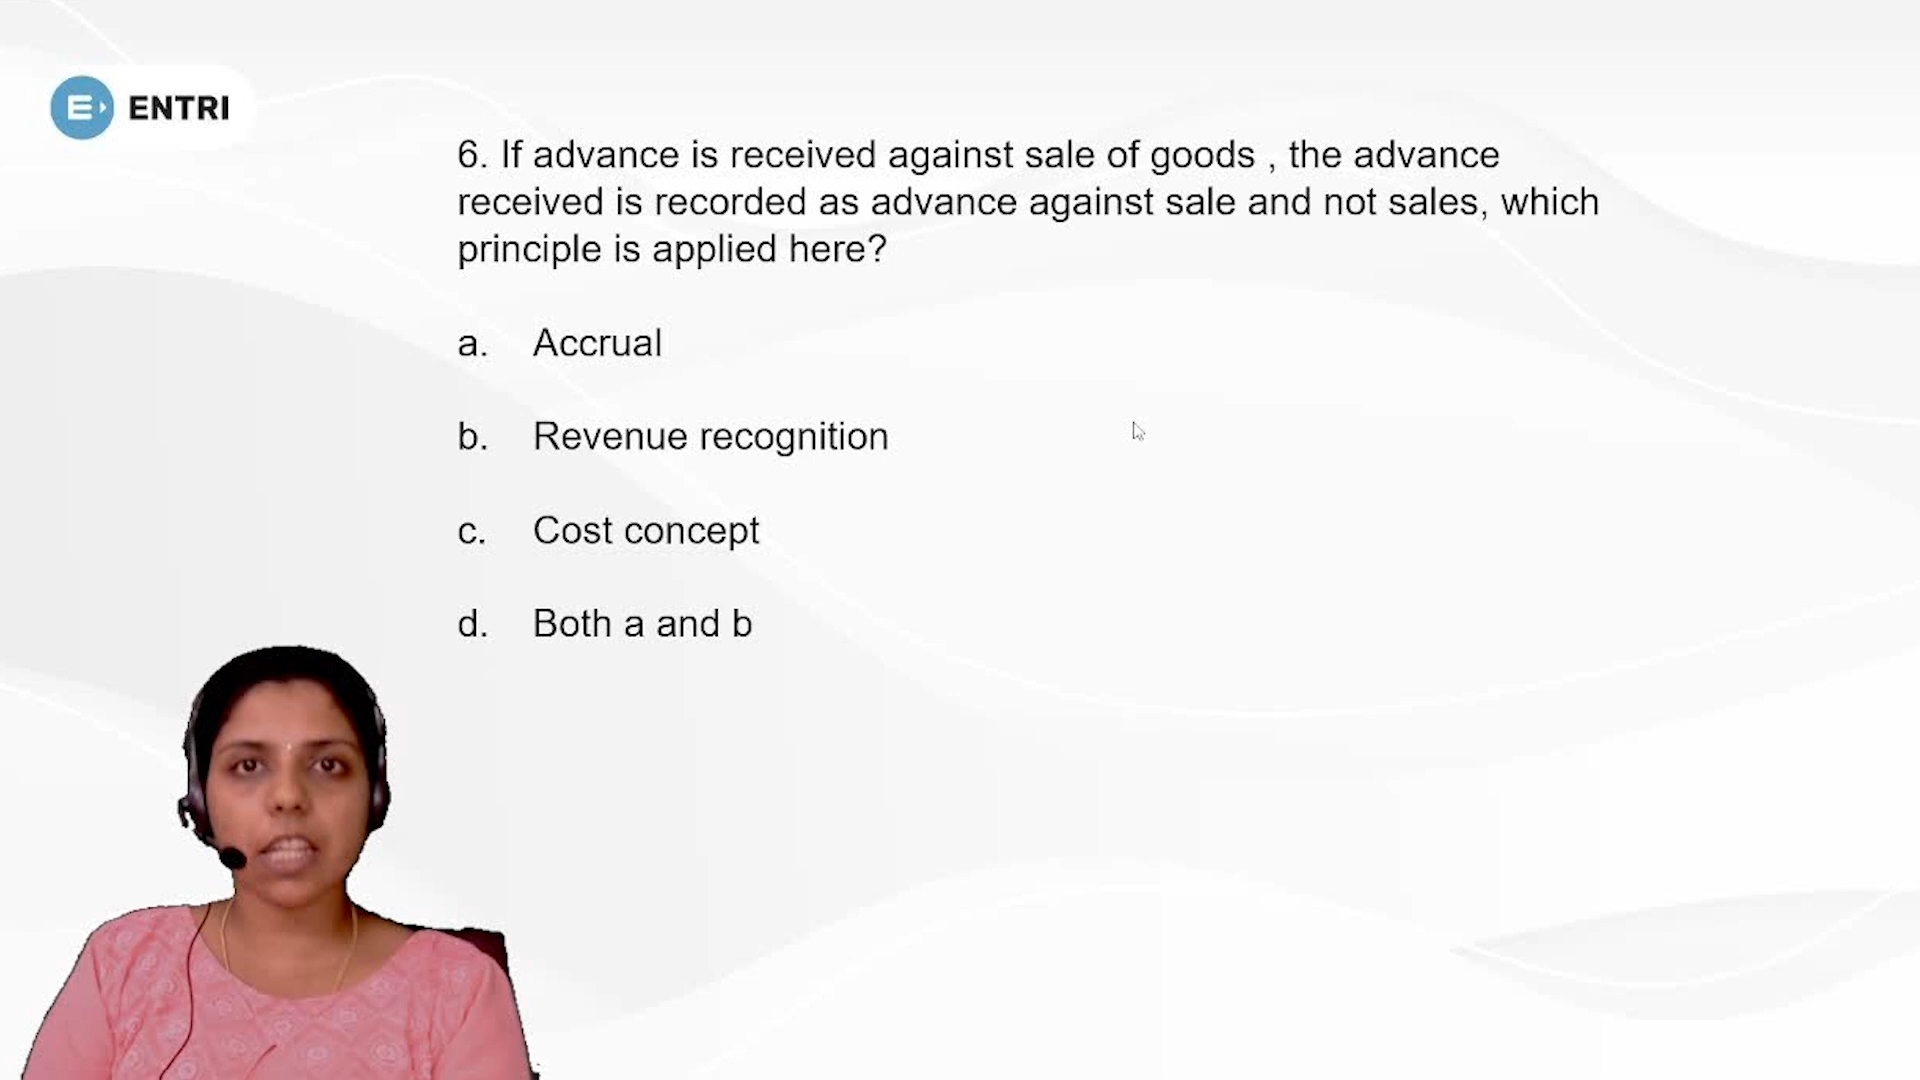 ENTRI
6. If advance is received against sale of goods , the advance
received is recorded as advance against sale and not sales, which
principle is applied here?
a. Accrual
b. Revenue recognition
c. Cost concept
d. Both a and b